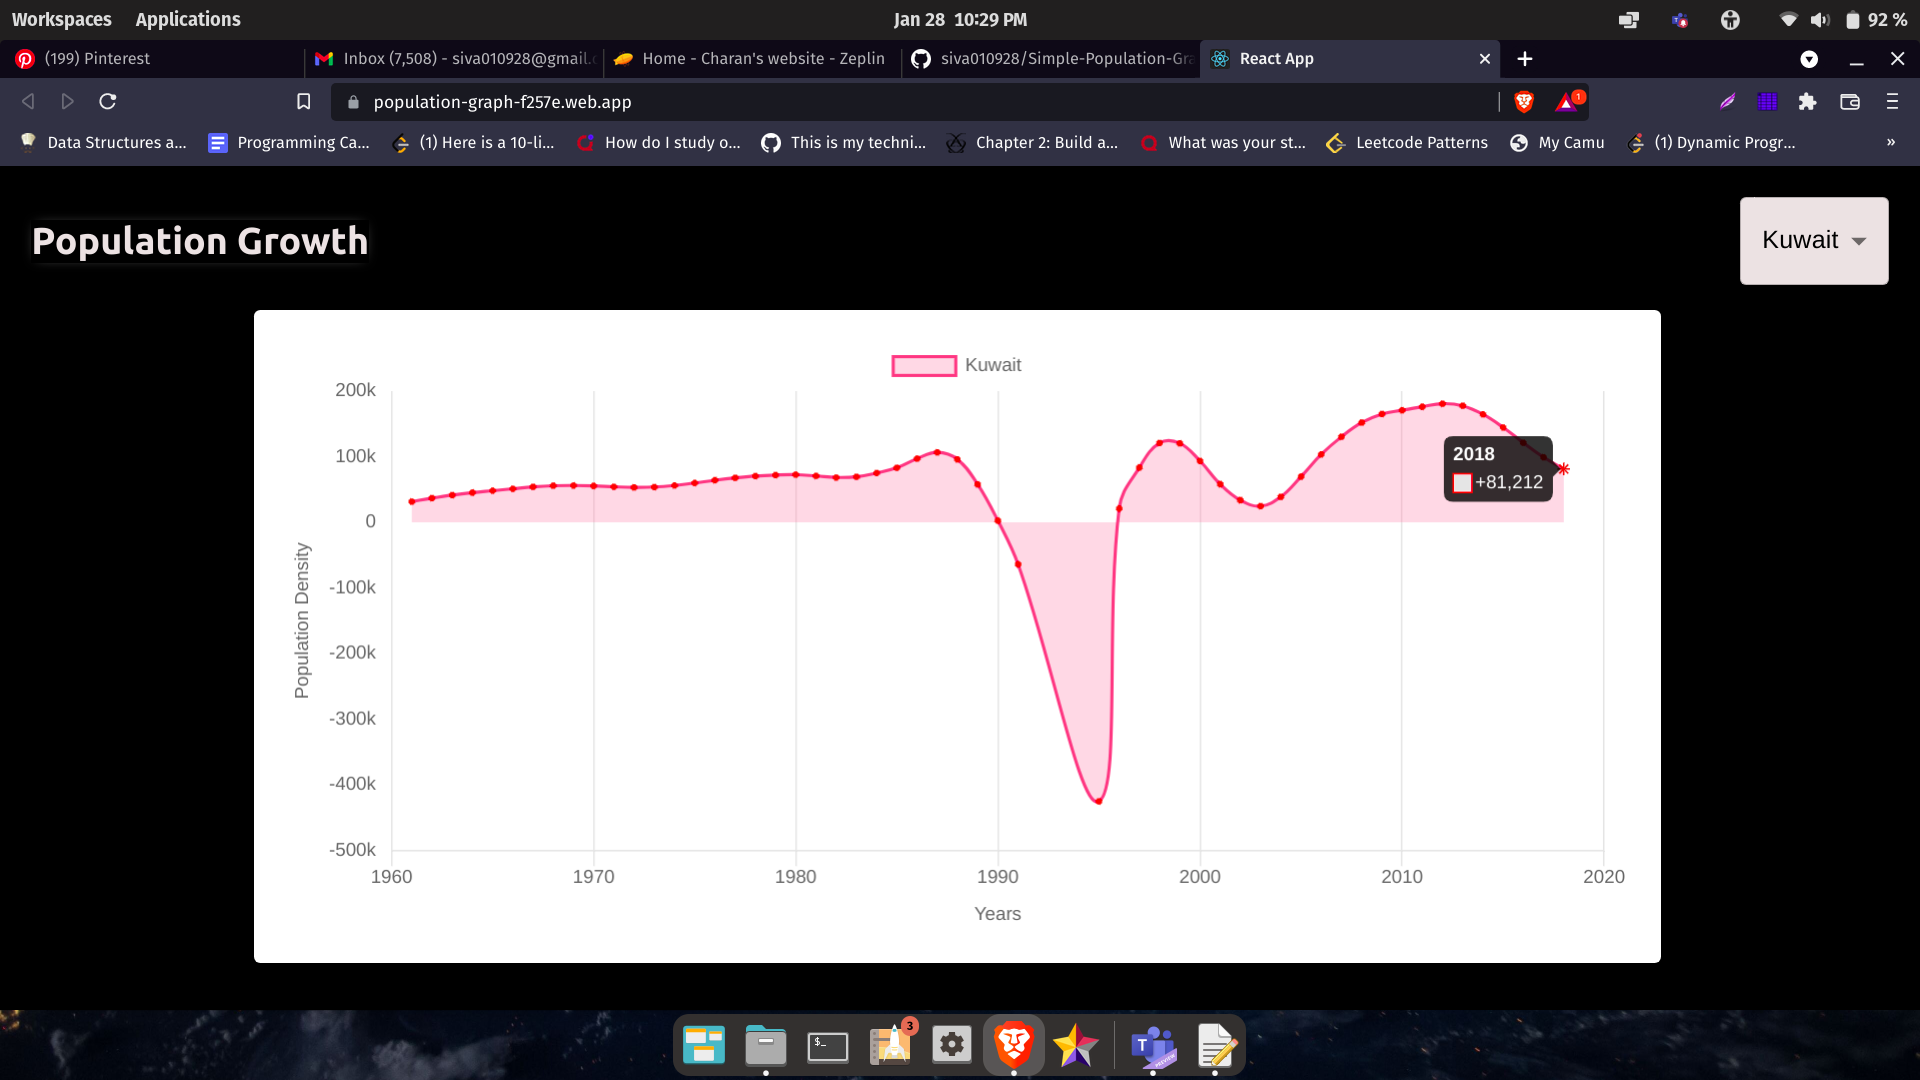 Workspaces Applications Jan 28 10:29 PM 92 %
(199) Pinterest Inbox (7,508) - siva010928@gmail.c Home - Charan's website - Zeplin siva010928/Simple-Population-Gra React App
population-graph-f257e.web.app 1
Data Structures a... Programming Ca... (1) Here is a 10-li... How do I study o... This is my techni... Chapter 2: Build a... What was your st... Leetcode Patterns My Camu (1) Dynamic Progr... »
Population Growth
Kuwait
Kuwait
200k
100k
0
-100k
-200k
-300k
-400k
-500k
Population Density
2018
+81,212
1960 1970 1980 1990 2000 2010 2020
Years
$_ 3 T PREVIEW